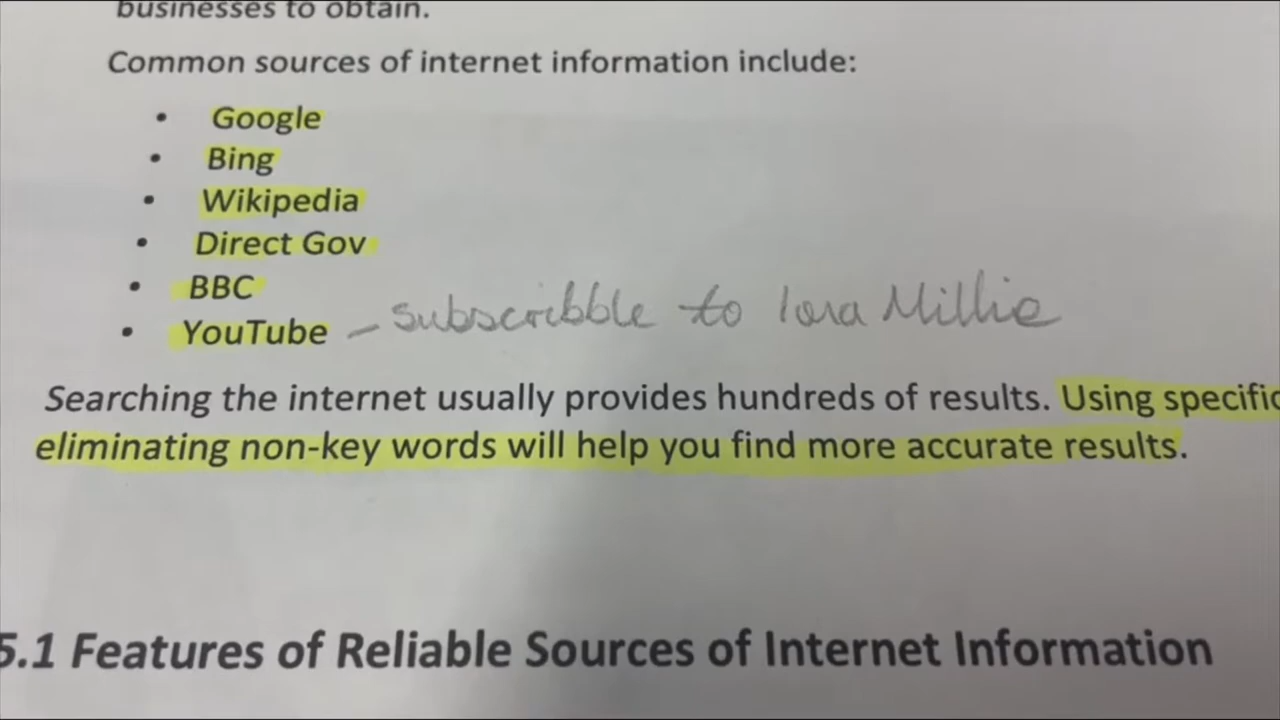 businesses to obtain.
Common sources of internet information include:
• Google
• Bing
• Wikipedia
• Direct Gov
• BBC
• YouTube – Subscribble to lora Millie
Searching the internet usually provides hundreds of results. Using specific
eliminating non-key words will help you find more accurate results.
5.1 Features of Reliable Sources of Internet Information